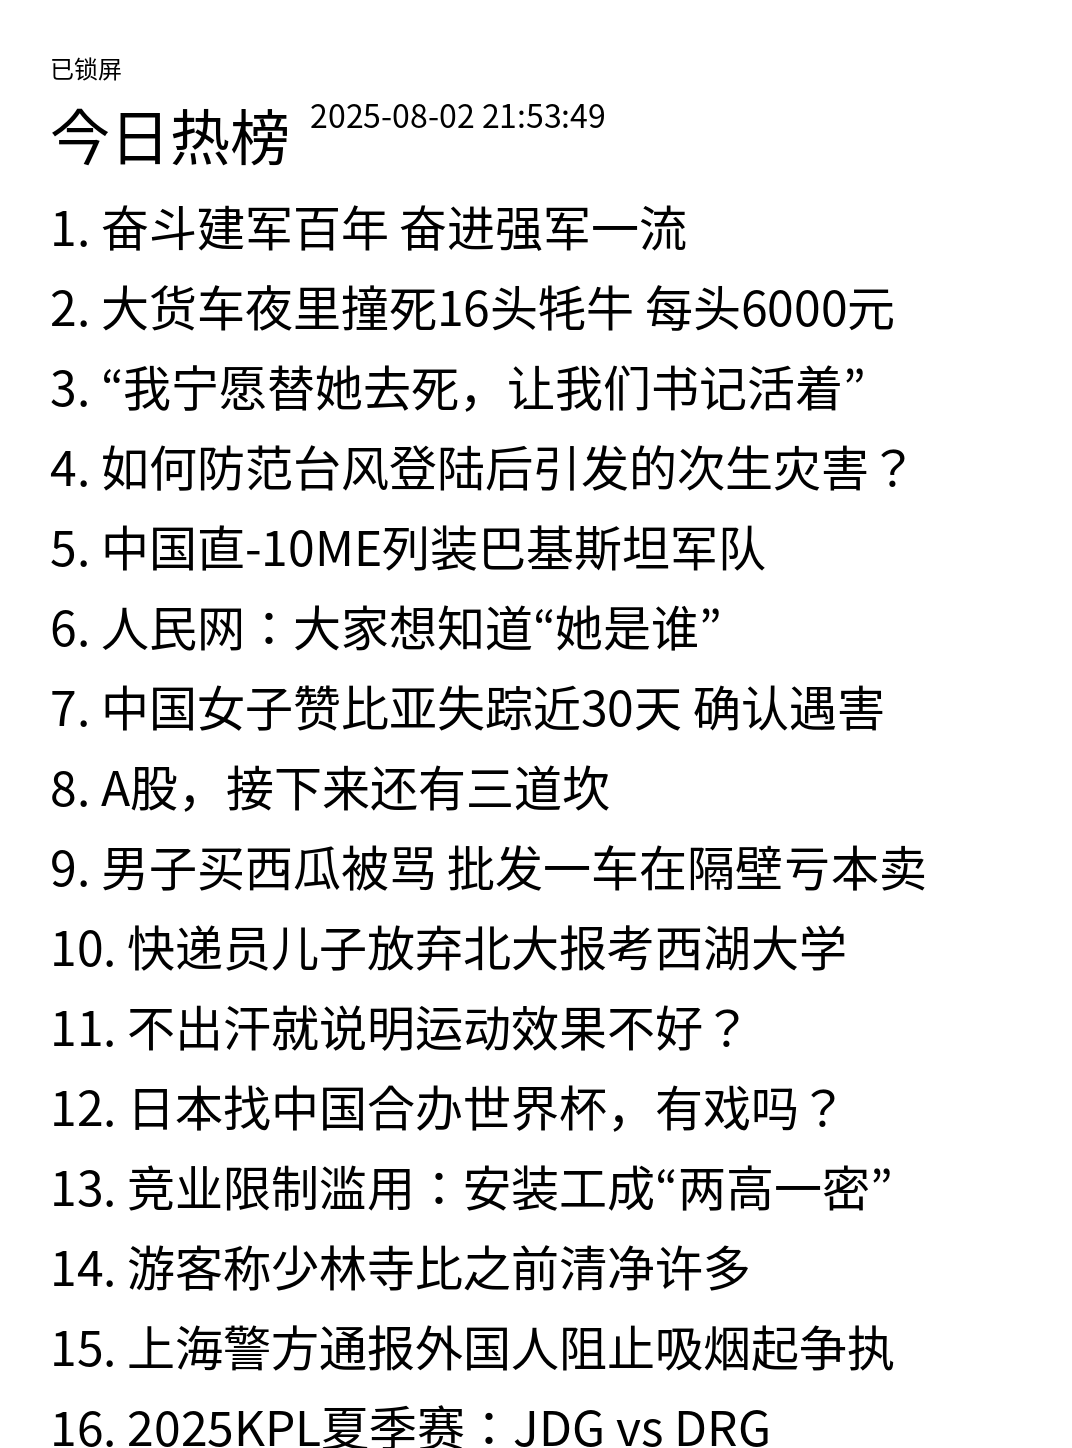 已锁屏
今日热榜 2025-08-02 21:53:49
1. 奋斗建军百年 奋进强军一流
2. 大货车夜里撞死16头牦牛 每头6000元
3. “我宁愿替她去死，让我们书记活着”
4. 如何防范台风登陆后引发的次生灾害？
5. 中国直-10ME列装巴基斯坦军队
6. 人民网：大家想知道“她是谁”
7. 中国女子赞比亚失踪近30天 确认遇害
8. A股，接下来还有三道坎
9. 男子买西瓜被骂 批发一车在隔壁亏本卖
10. 快递员儿子放弃北大报考西湖大学
11. 不出汗就说明运动效果不好？
12. 日本找中国合办世界杯，有戏吗？
13. 竞业限制滥用：安装工成“两高一密”
14. 游客称少林寺比之前清净许多
15. 上海警方通报外国人阻止吸烟起争执
16. 2025KPL夏季赛：JDG vs DRG